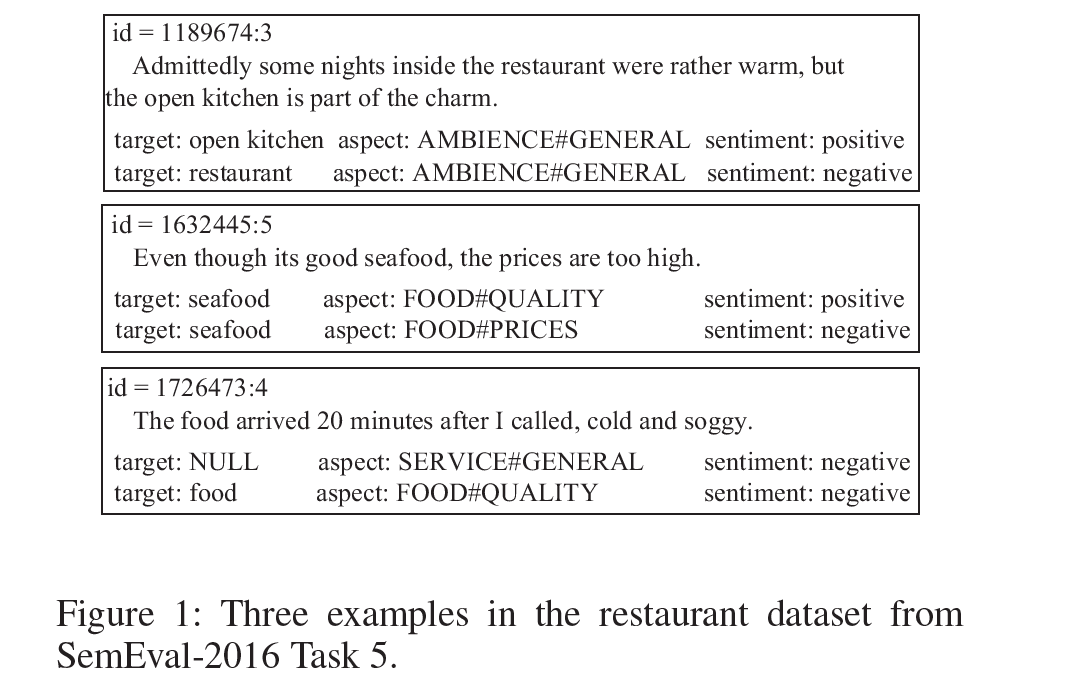 id = 1189674:3
Admittedly some nights inside the restaurant were rather warm, but
the open kitchen is part of the charm.
target: open kitchen aspect: AMBIENCE#GENERAL sentiment: positive
target: restaurant aspect: AMBIENCE#GENERAL sentiment: negative
id = 1632445:5
Even though its good seafood, the prices are too high.
target: seafood aspect: FOOD#QUALITY sentiment: positive
target: seafood aspect: FOOD#PRICES sentiment: negative
id = 1726473:4
The food arrived 20 minutes after I called, cold and soggy.
target: NULL aspect: SERVICE#GENERAL sentiment: negative
target: food aspect: FOOD#QUALITY sentiment: negative
Figure 1: Three examples in the restaurant dataset from
SemEval-2016 Task 5.